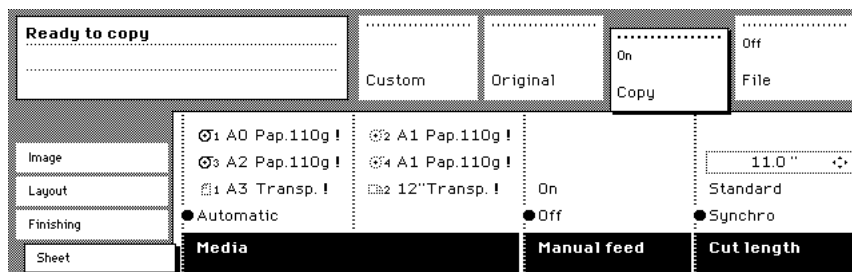 Ready to copy
Custom
Original
On
Copy
Off
File
Image
Layout
Finishing
Sheet
1 A0 Pap.110g !
2 A1 Pap.110g !
3 A2 Pap.110g !
4 A1 Pap.110g !
1 A3 Transp. !
2 12"Transp. !
Automatic
Media
On
Off
Manual feed
11.0 "
Standard
Synchro
Cut length